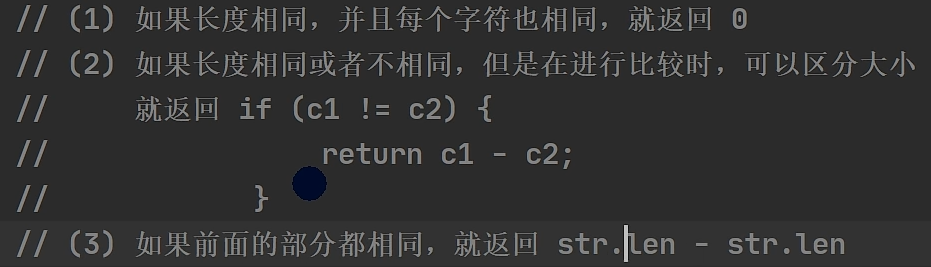 // (1) 如果长度相同，并且每个字符也相同，就返回 0
// (2) 如果长度相同或者不相同，但是在进行比较时，可以区分大小
//     就返回 if (c1 != c2) {
//                return c1 - c2;
//            }
// (3) 如果前面的部分都相同，就返回 str.len - str.len